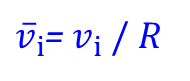 v̄ᵢ= vᵢ / R